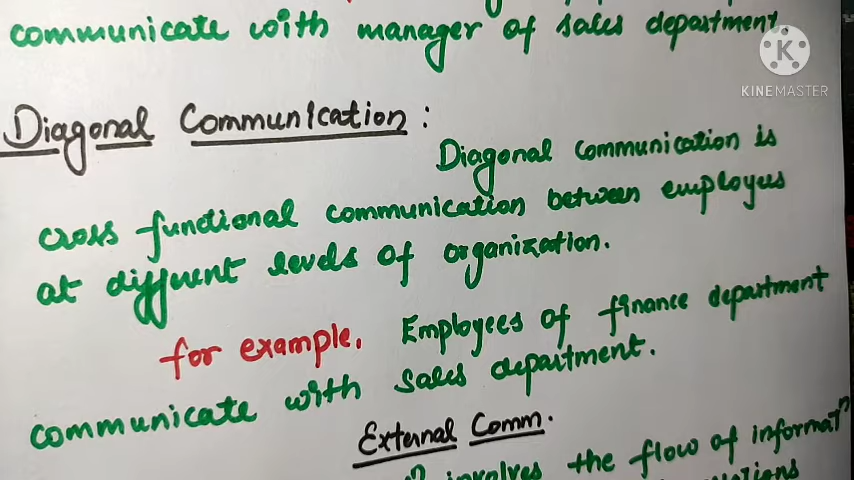 communicate with manager of sales department.
K
KINEMASTER
Diagonal Communication :
Diagonal communication is
cross functional communication between employees
at different levels of organization.
for example. Employees of finance department
communicate with sales department.
External Comm.
involves the flow of informatⁿ